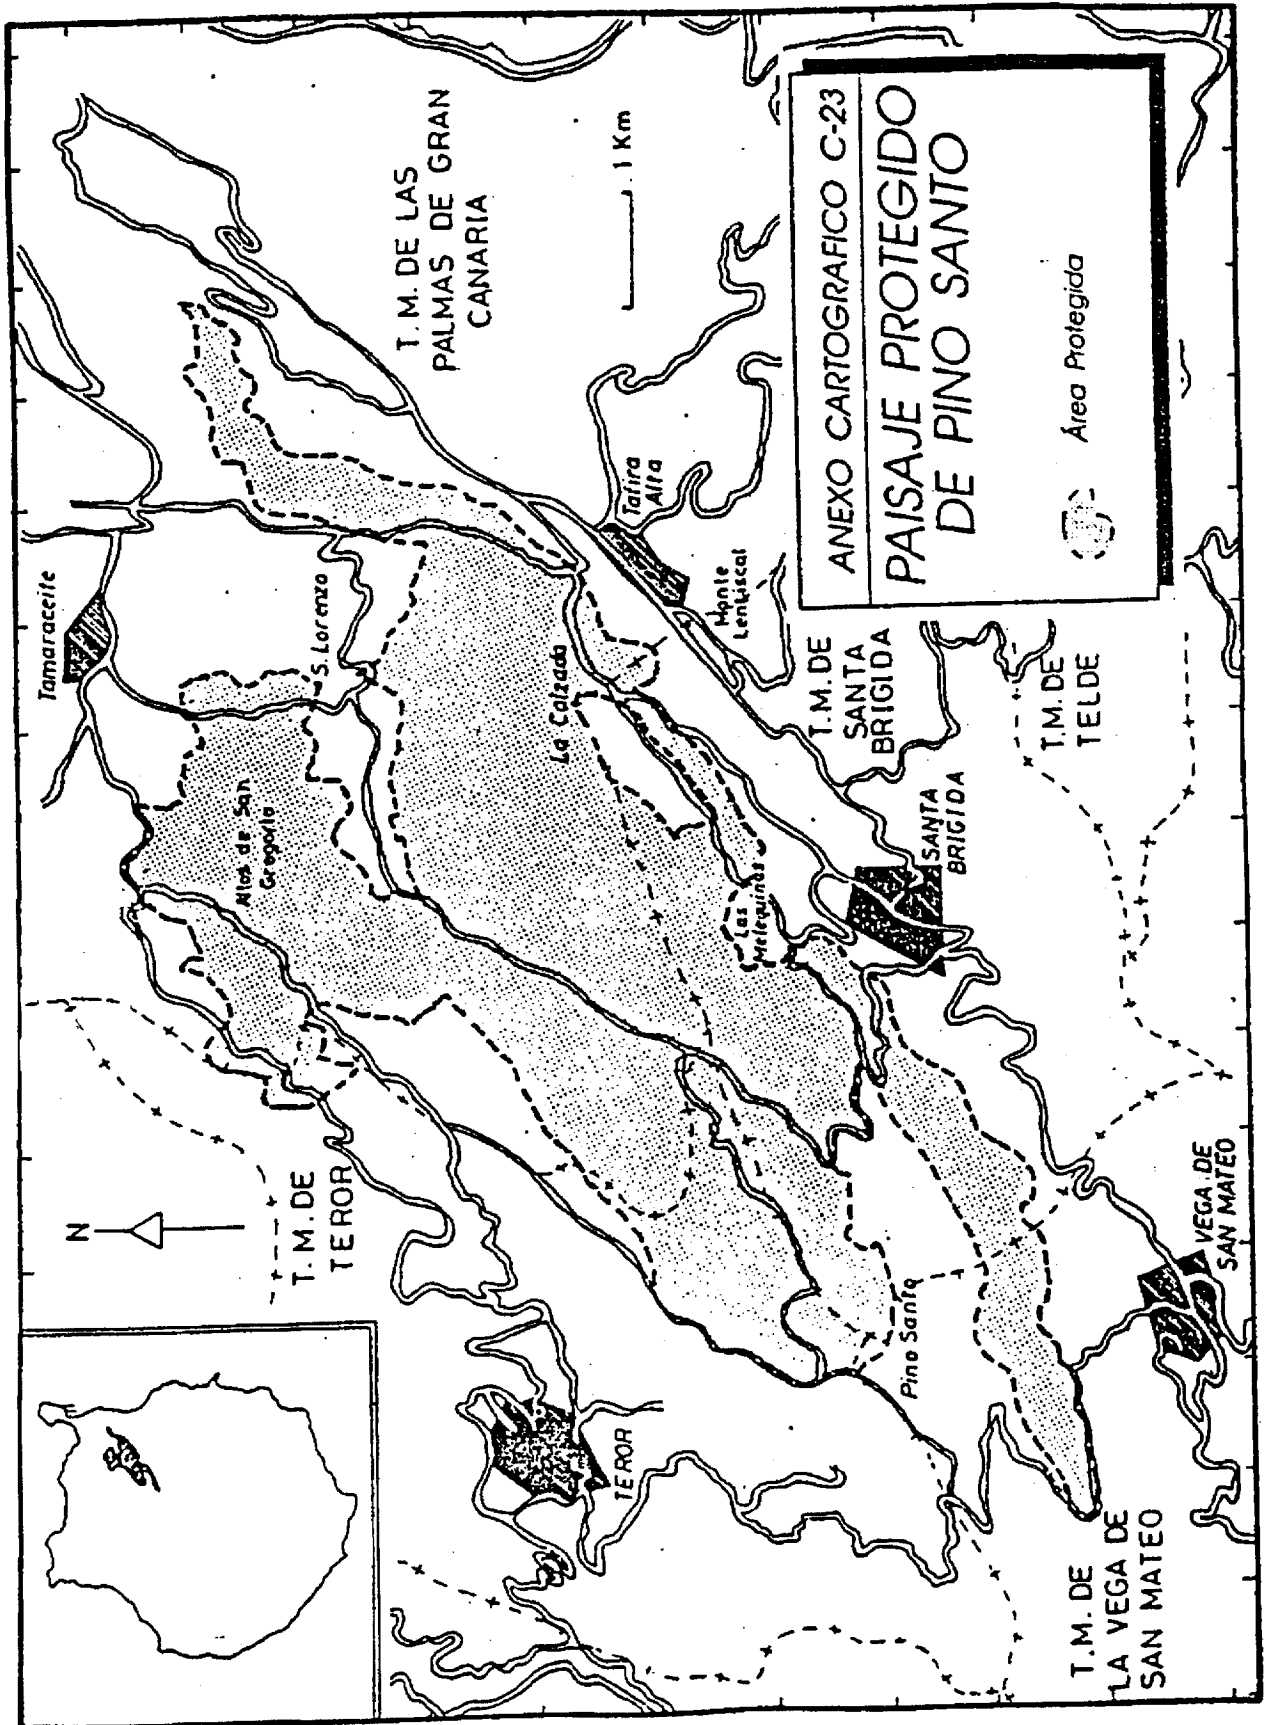 N
T.M. DE
TEROR
Tamaraceite
T.M. DE LAS
PALMAS DE GRAN
CANARIA
S. Lorenzo
Altos de San
Gregorio
TEROR
La Calzada
Tafira
Alta
1 Km
Monte
Lentiscal
Las
Meleguinas
Pino Santo
T.M. DE
SANTA
BRIGIDA
SANTA
BRIGIDA
T.M. DE
TELDE
VEGA DE
SAN MATEO
T.M. DE
LA VEGA DE
SAN MATEO
ANEXO CARTOGRAFICO C-23
PAISAJE PROTEGIDO
DE PINO SANTO
Área Protegida